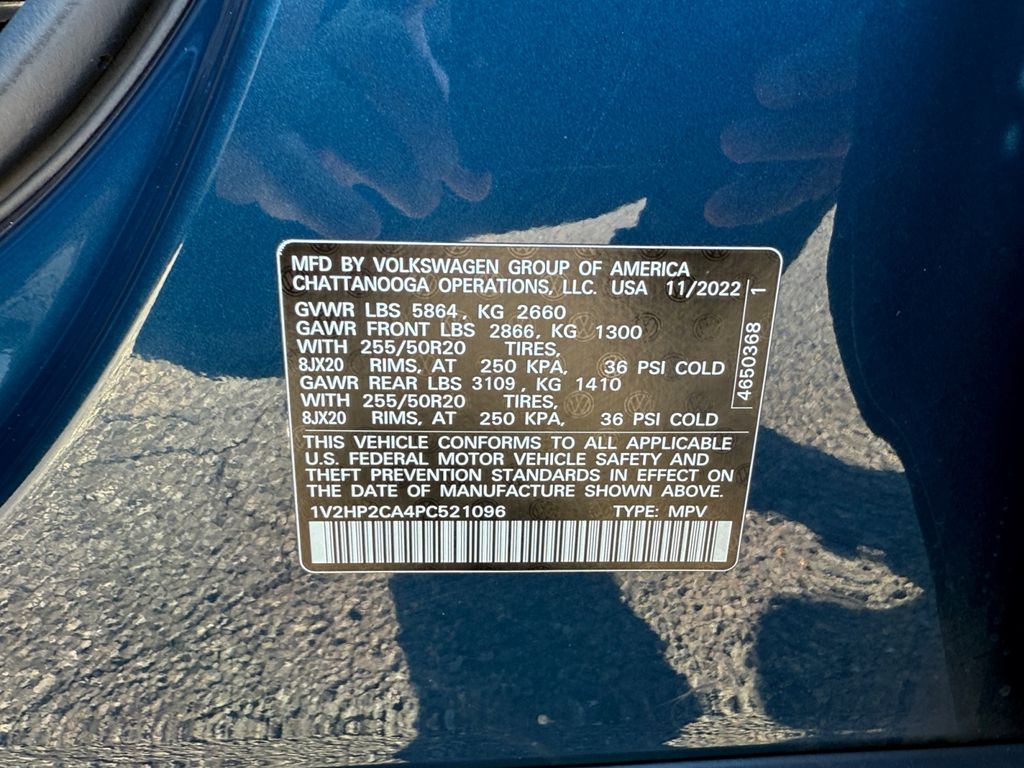 MFD BY VOLKSWAGEN GROUP OF AMERICA
CHATTANOOGA OPERATIONS, LLC. USA 11/2022
GVWR LBS 5864, KG 2660
GAWR FRONT LBS 2866, KG 1300
WITH 255/50R20 TIRES,
8JX20 RIMS, AT 250 KPA, 36 PSI COLD
GAWR REAR LBS 3109, KG 1410
WITH 255/50R20 TIRES,
8JX20 RIMS, AT 250 KPA, 36 PSI COLD
4650368 1
THIS VEHICLE CONFORMS TO ALL APPLICABLE
U.S. FEDERAL MOTOR VEHICLE SAFETY AND
THEFT PREVENTION STANDARDS IN EFFECT ON
THE DATE OF MANUFACTURE SHOWN ABOVE.
1V2HP2CA4PC521096 TYPE: MPV